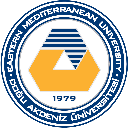 EASTERN MEDITERRANEAN UNIVERSITY
1979
DOĞU AKDENİZ ÜNİVERSİTESİ